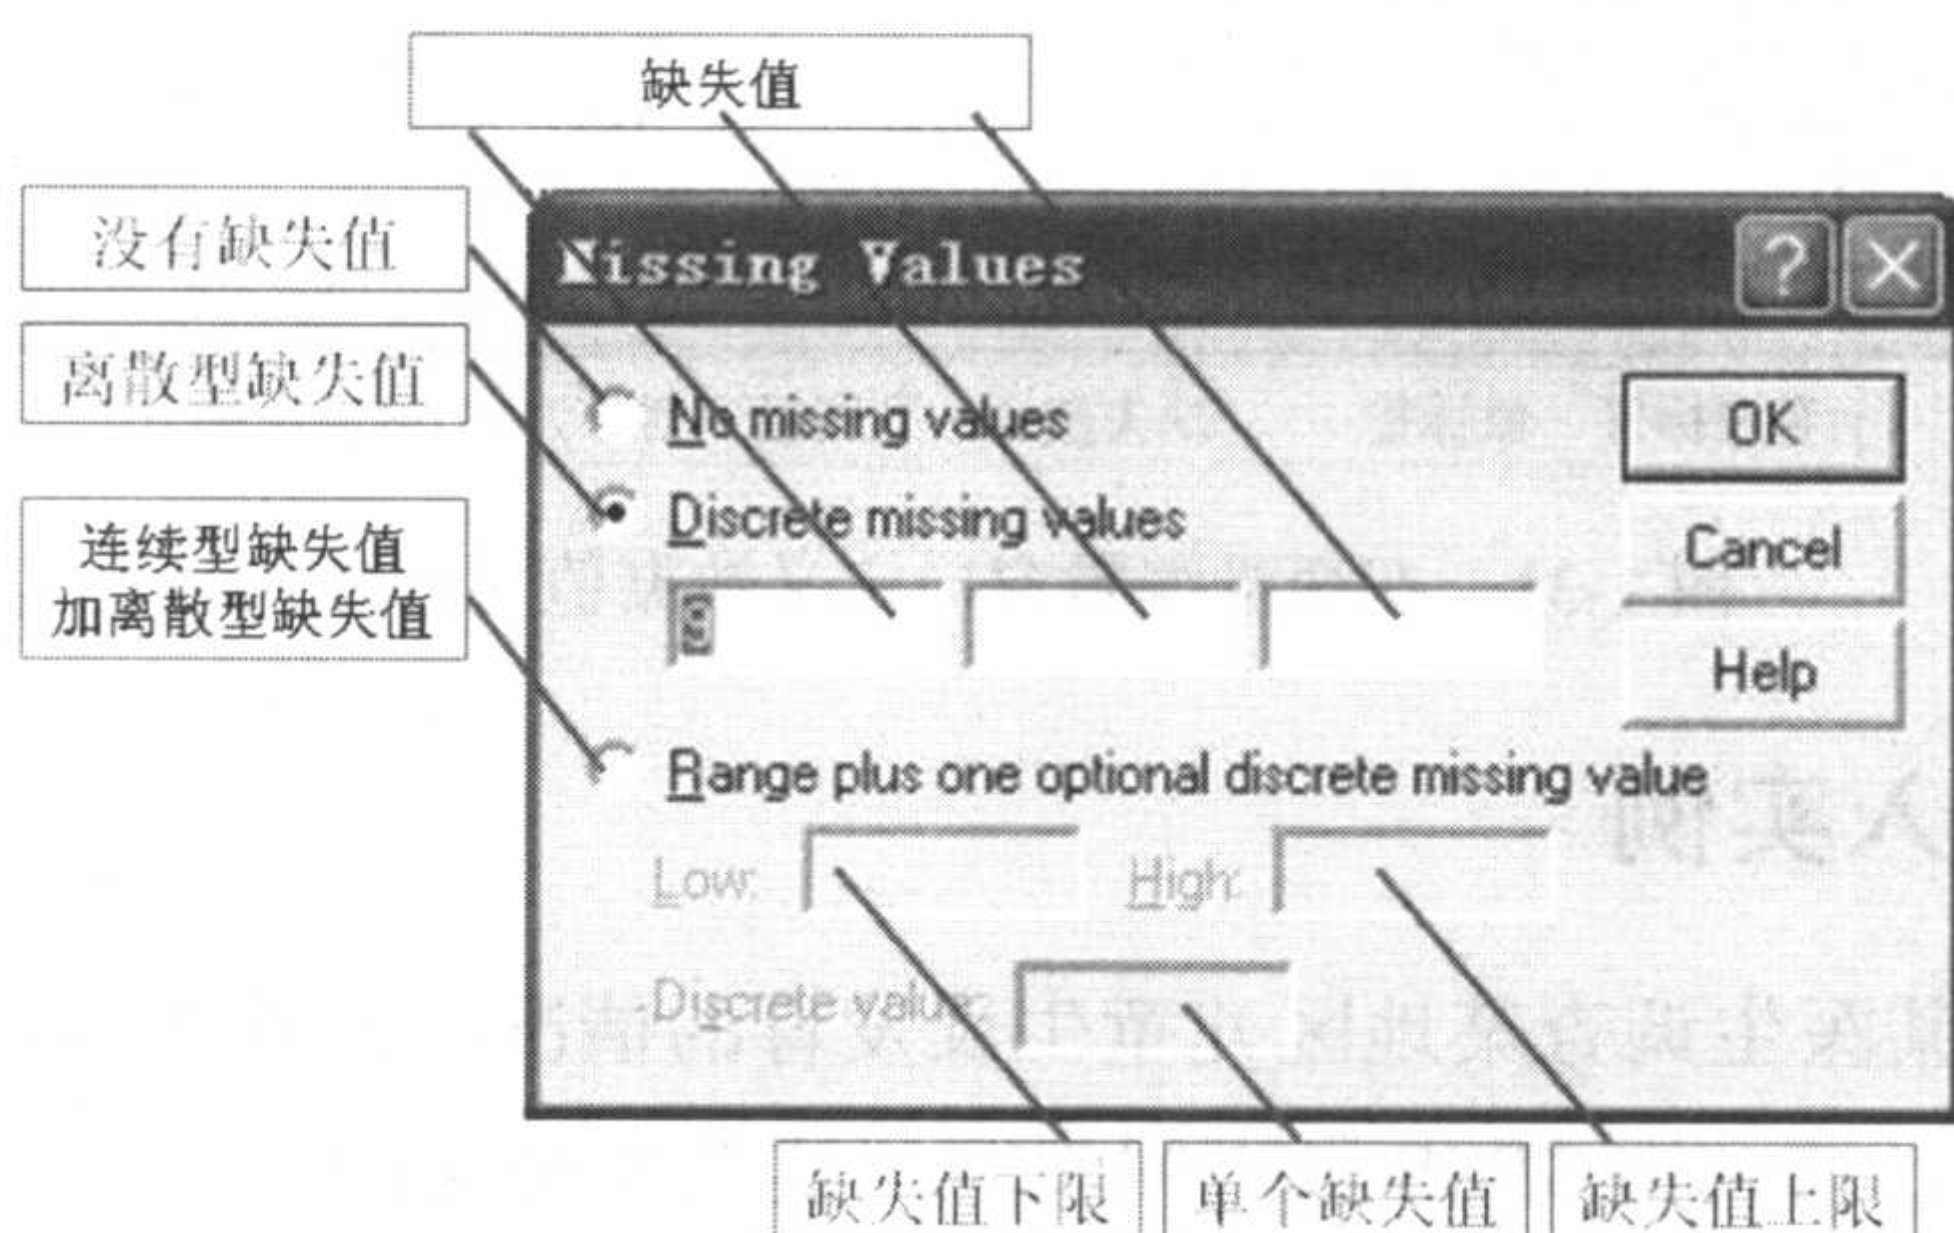 缺失值
没有缺失值
离散型缺失值
连续型缺失值
加离散型缺失值
Missing Values
No missing values
Discrete missing values
Range plus one optional discrete missing value
Low:
High:
Discrete value:
OK
Cancel
Help
缺失值下限
单个缺失值
缺失值上限